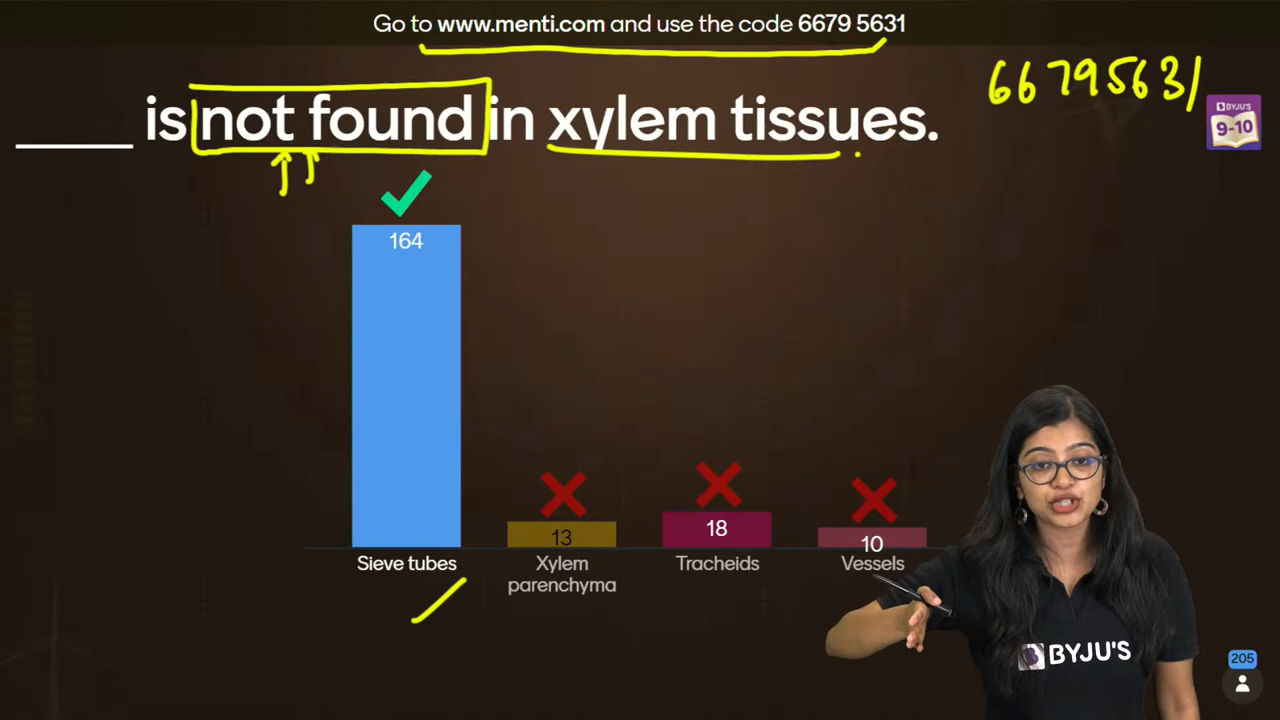 Go to www.menti.com and use the code 6679 5631
66795631
____ is not found in xylem tissues.
BYJU'S
9-10
164
13
18
10
Sieve tubes
Xylem parenchyma
Tracheids
Vessels
BYJU'S
205